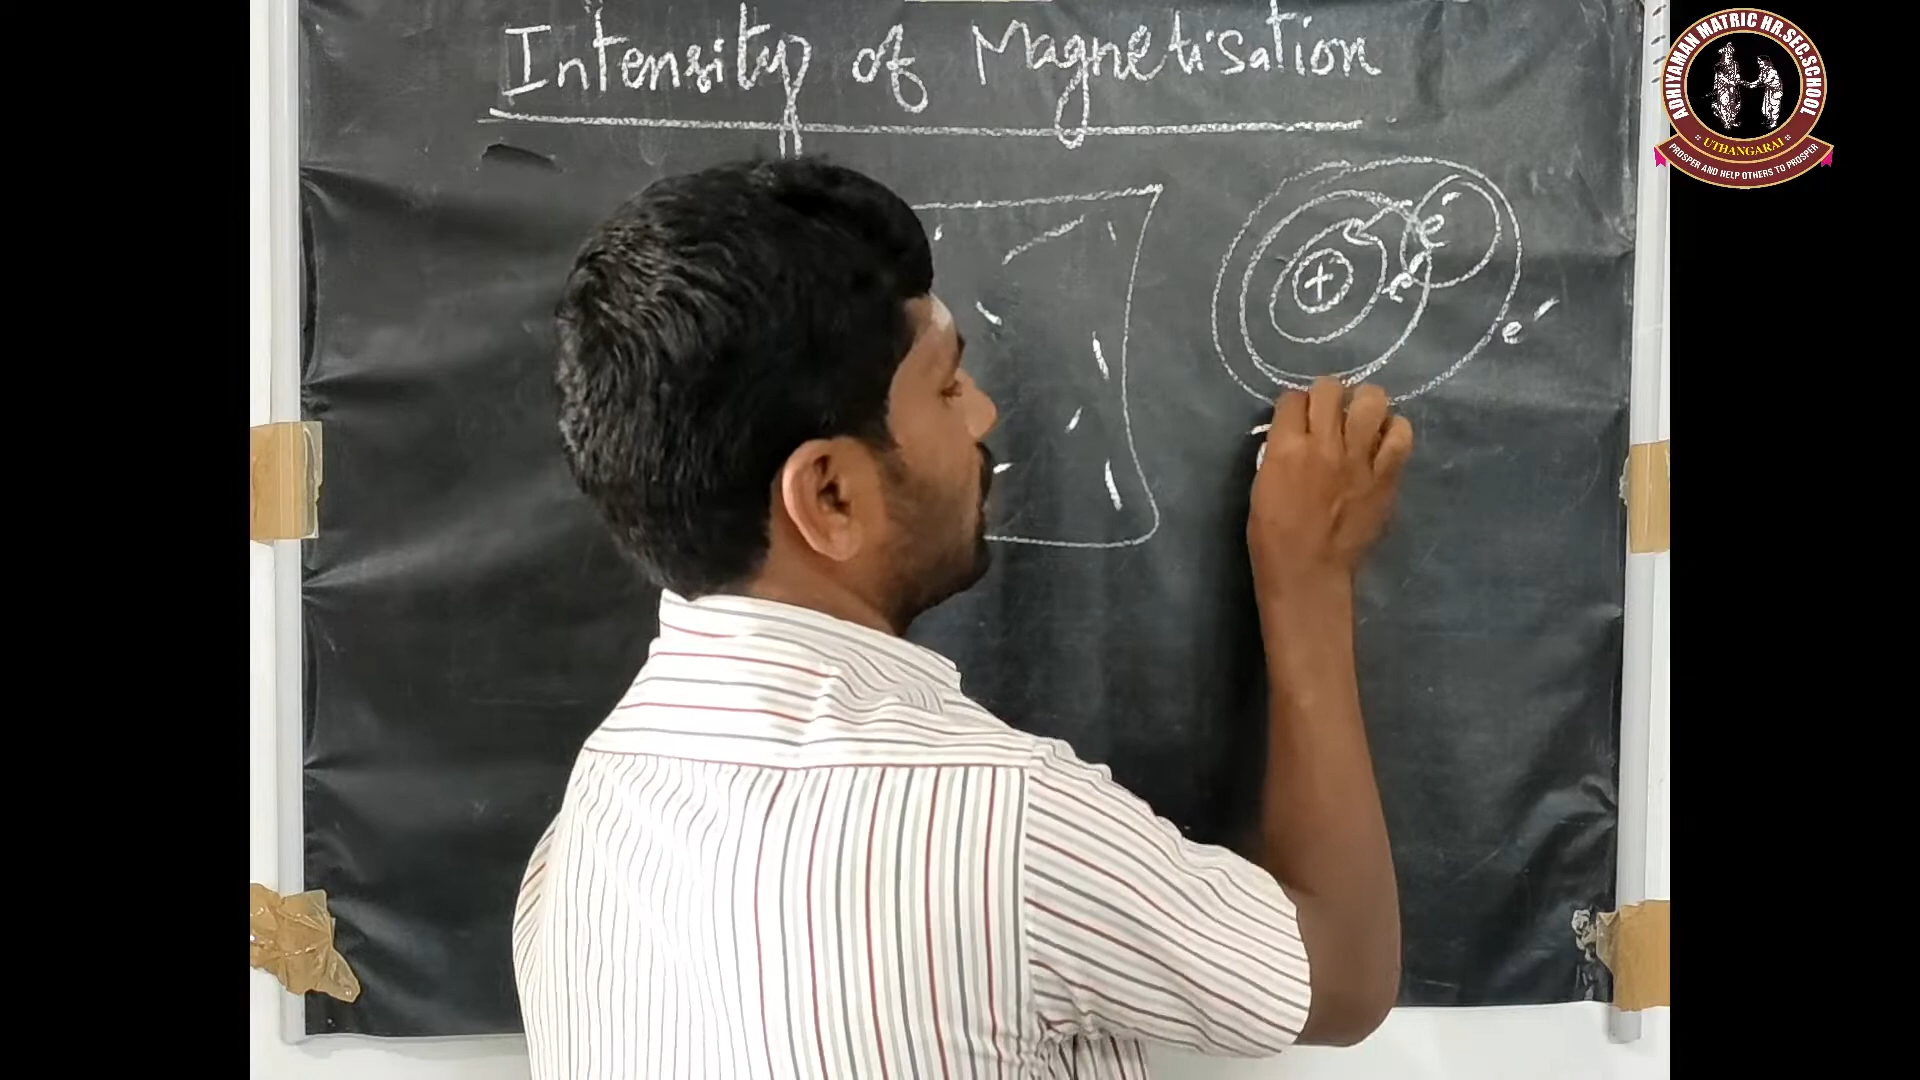 Intensity of Magnetisation
+
e-
e-
e-
ADHIYAMAN MATRIC HR.SEC.SCHOOL
:: UTHANGARAI ::
PROSPER AND HELP OTHERS TO PROSPER